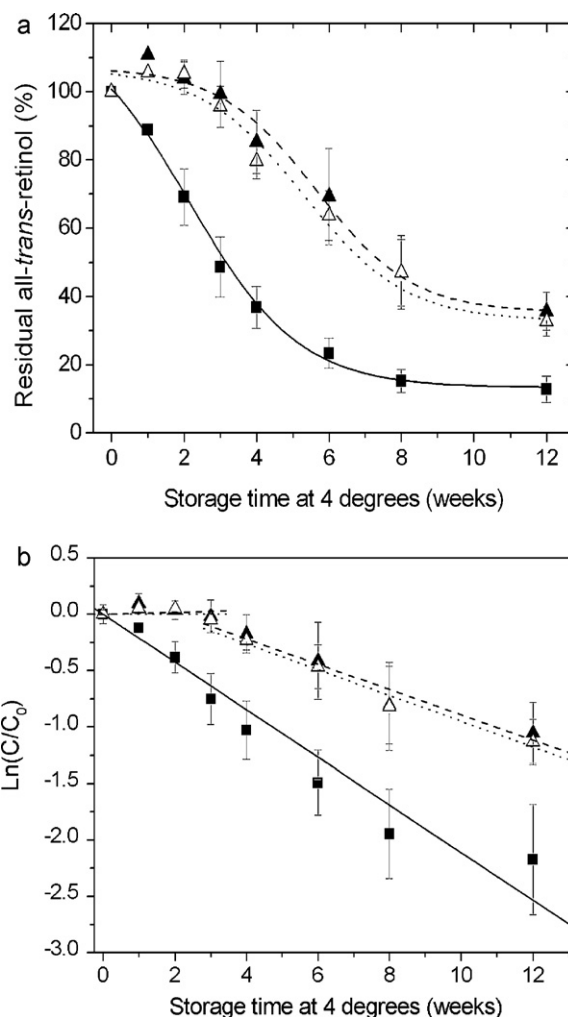 a
120
100
80
60
40
20
0
Residual all-trans-retinol (%)
0 2 4 6 8 10 12
Storage time at 4 degrees (weeks)
b
0.5
0.0
-0.5
-1.0
-1.5
-2.0
-2.5
-3.0
Ln(C/C₀)
0 2 4 6 8 10 12
Storage time at 4 degrees (weeks)